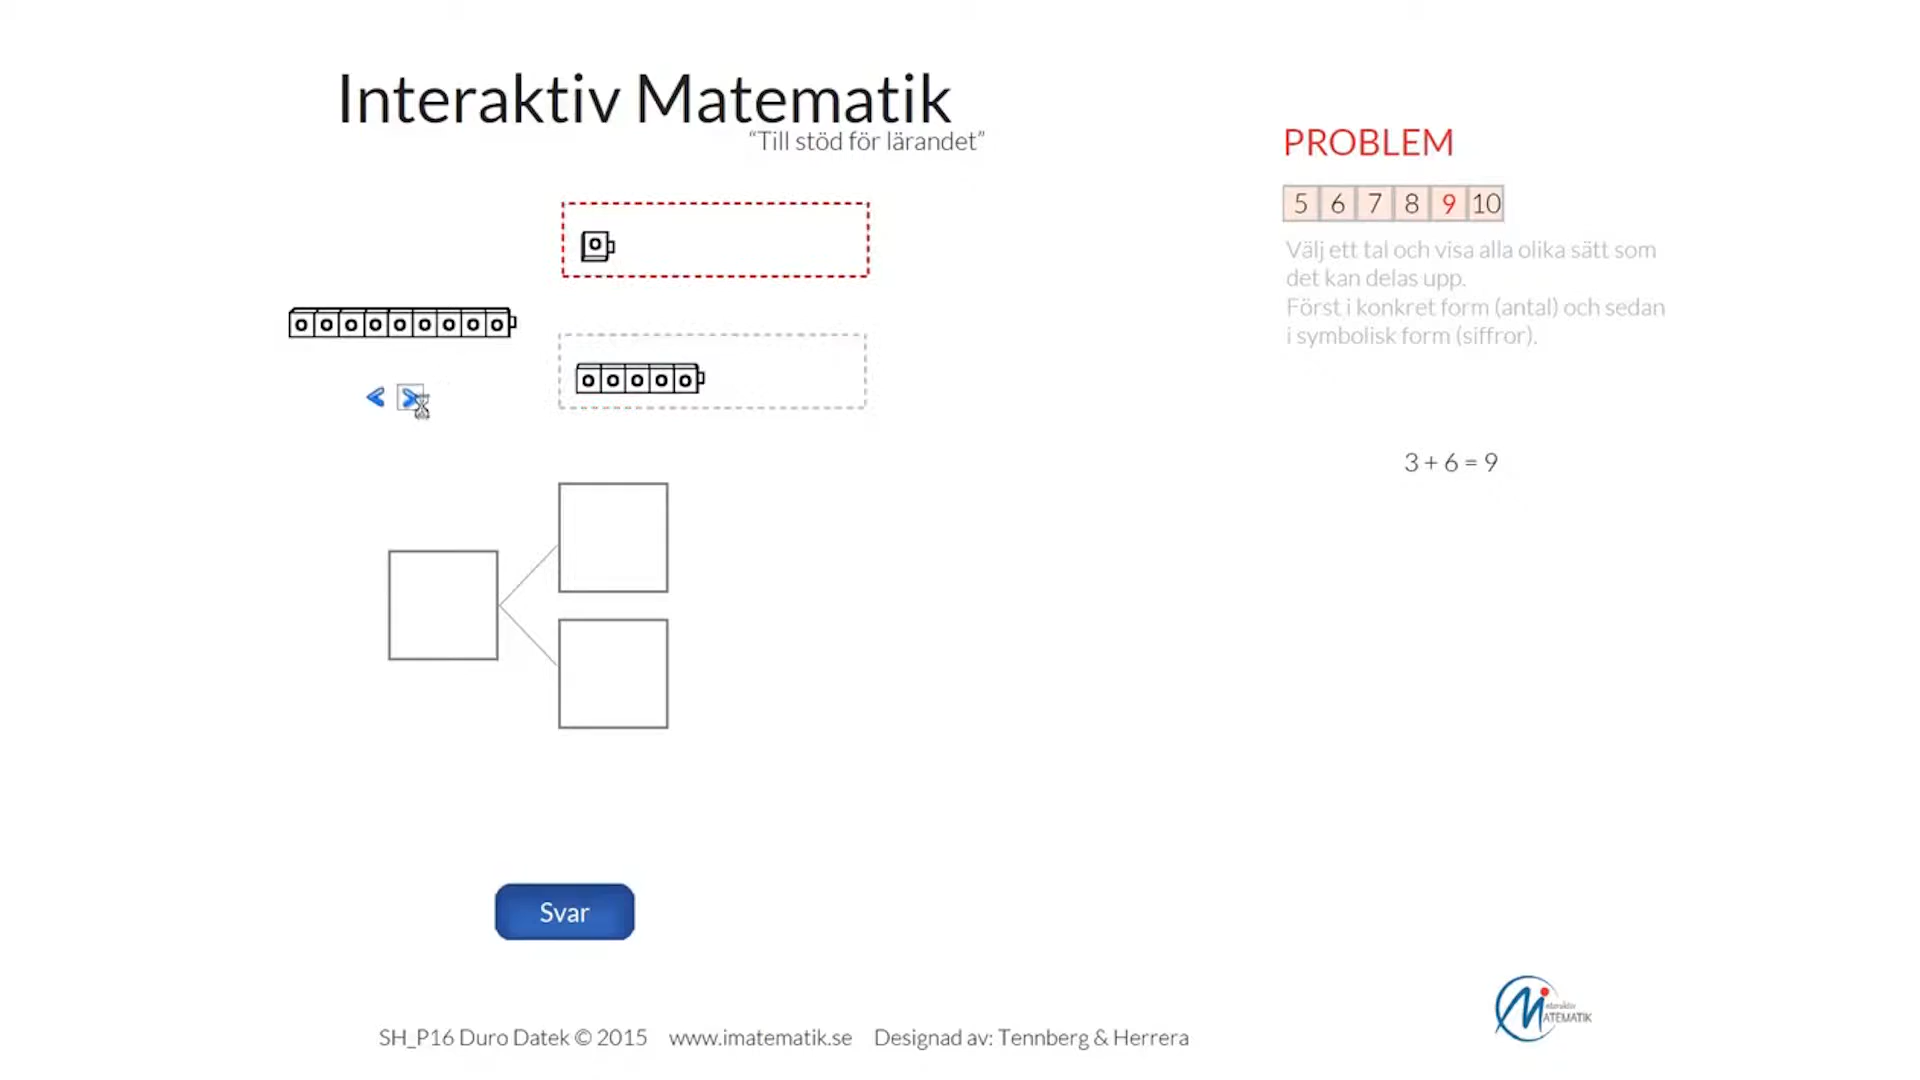 Interaktiv Matematik
“Till stöd för lärandet”
PROBLEM
5 6 7 8 9 10
Välj ett tal och visa alla olika sätt som
det kan delas upp.
Först i konkret form (antal) och sedan
i symbolisk form (siffror).
3 + 6 = 9
Svar
interaktiv
MATEMATIK
SH_P16 Duro Datek © 2015 www.imatematik.se Designad av: Tennberg & Herrera